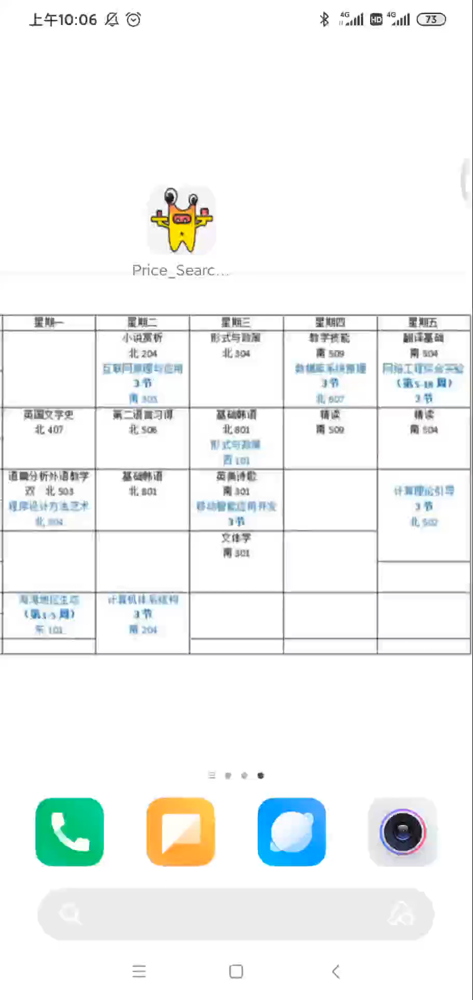 上午10:06
4G HD 4G 73
Price_Searc...
星期一 星期二 星期三 星期四 星期五
小说赏析 形式与政策 教学技能 翻译基础
北 204 北 304 南 509 南 504
互联网原理与应用 数据库系统原理 网络工程综合实验
3 节 3 节 (第5-18 周)
南 303 北 607 3 节
英国文学史 第二语言习得 基础韩语 精读 精读
北 407 北 506 北 801 南 509 南 504
形式与政策
西 101
语篇分析外语教学 基础韩语 英美诗歌
双 北 503 北 801 南 301 计算理论引导
程序设计方法艺术 移动智能应用开发 3 节
北 3节 北 502
文体学
南 301
计算机体系结构
(第1-5 周) 3 节
东 101 南 204